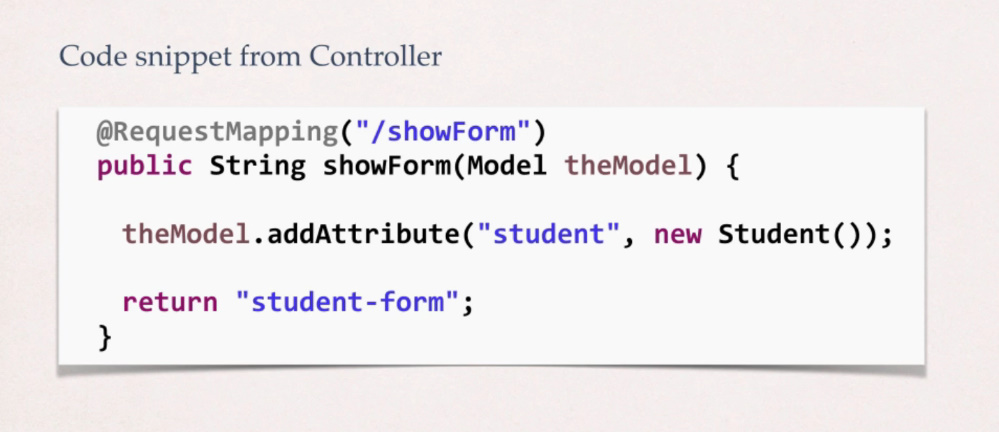 Code snippet from Controller
@RequestMapping("/showForm")
public String showForm(Model theModel) {
theModel.addAttribute("student", new Student());
return "student-form";
}